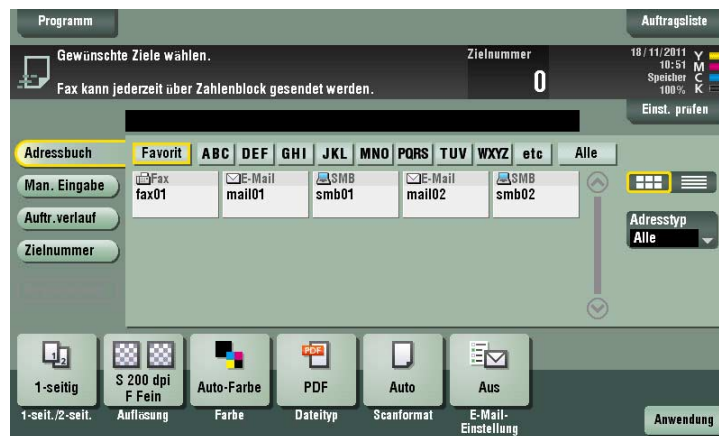 Programm
Auftragsliste
Gewünschte Ziele wählen.
Zielnummer
0
18/11/2011
10:51
Speicher
100%
Y
M
C
K
Fax kann jederzeit über Zahlenblock gesendet werden.
Einst. prüfen
Adressbuch
Favorit ABC DEF GHI JKL MNO PQRS TUV WXYZ etc Alle
Man. Eingabe
Auftr.verlauf
Zielnummer
Fax
fax01
E-Mail
mail01
SMB
smb01
E-Mail
mail02
SMB
smb02
Adresstyp
Alle
1 2
1-seitig
1-seit./2-seit.
S 200 dpi
F Fein
Auflösung
Auto-Farbe
Farbe
PDF
PDF
Dateityp
Auto
Scanformat
Aus
E-Mail-
Einstellung
Anwendung